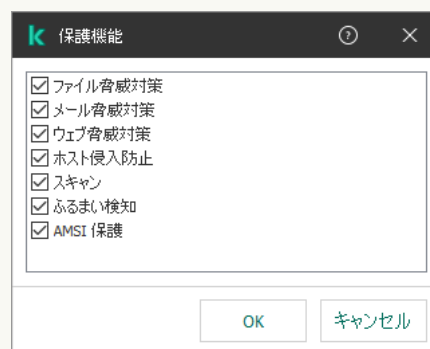 保護機能
ファイル脅威対策
メール脅威対策
ウェブ脅威対策
ホスト侵入防止
スキャン
ふるまい検知
AMSI 保護
OK
キャンセル